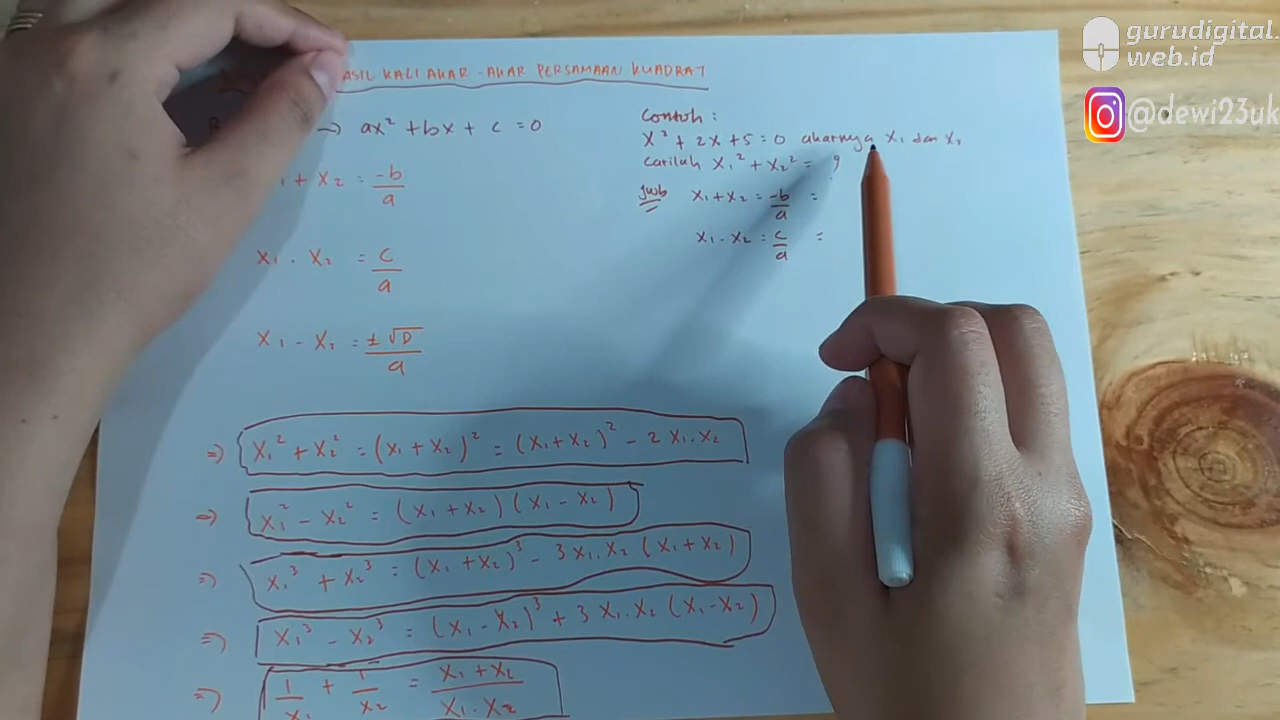 gurudigital.
web.id
@dewi23uk
ASIL KALI AKAR - AKAR PERSAMAAN KUADRAT
→ ax² + bx + c = 0
+ x₂ = -b/a
x₁ . x₂ = c/a
x₁ - x₂ = ±√D/a
⇒ x₁² + x₂² = (x₁ + x₂)² = (x₁+x₂)² - 2 x₁.x₂
⇒ x₁² - x₂² = (x₁+x₂) (x₁-x₂)
⇒ x₁³ + x₂³ = (x₁+x₂)³ - 3x₁.x₂ (x₁+x₂)
⇒ x₁³ - x₂³ = (x₁-x₂)³ + 3 x₁.x₂ (x₁-x₂)
⇒ 1/x₁ + 1/x₂ = x₁+x₂/x₁.x₂
Contoh :
x² + 2x + 5 = 0 akarnya x₁ dan x₂
carilah x₁² + x₂² = ?
Jwb x₁+x₂ = -b/a =
x₁.x₂ = c/a =